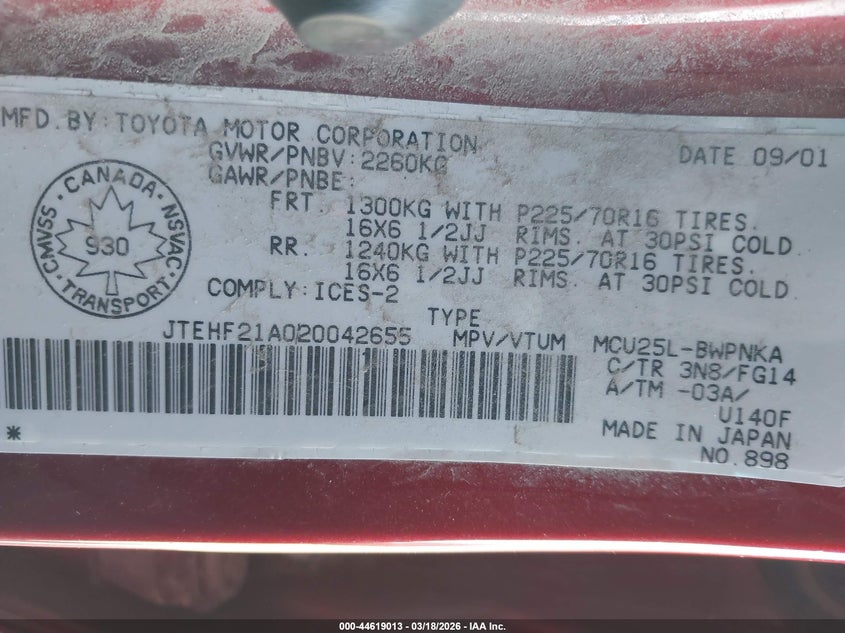 MFD. BY: TOYOTA MOTOR CORPORATION DATE 09/01
GVWR/PNBV: 2260KG
GAWR/PNBE:
FRT. 1300KG WITH P225/70R16 TIRES.
16X6 1/2JJ RIMS. AT 30PSI COLD.
RR. 1240KG WITH P225/70R16 TIRES.
16X6 1/2JJ RIMS. AT 30PSI COLD.
CANADA
CMVSS NSVAC
930
TRANSPORT
COMPLY: ICES-2
TYPE
JTEHF21A020042655 MPV/VTUM MCU25L-BWPNKA
C/TR 3N8/FG14
A/TM -03A/
U140F
MADE IN JAPAN
* NO. 898
000-44619013 - 03/18/2026 - IAA Inc.